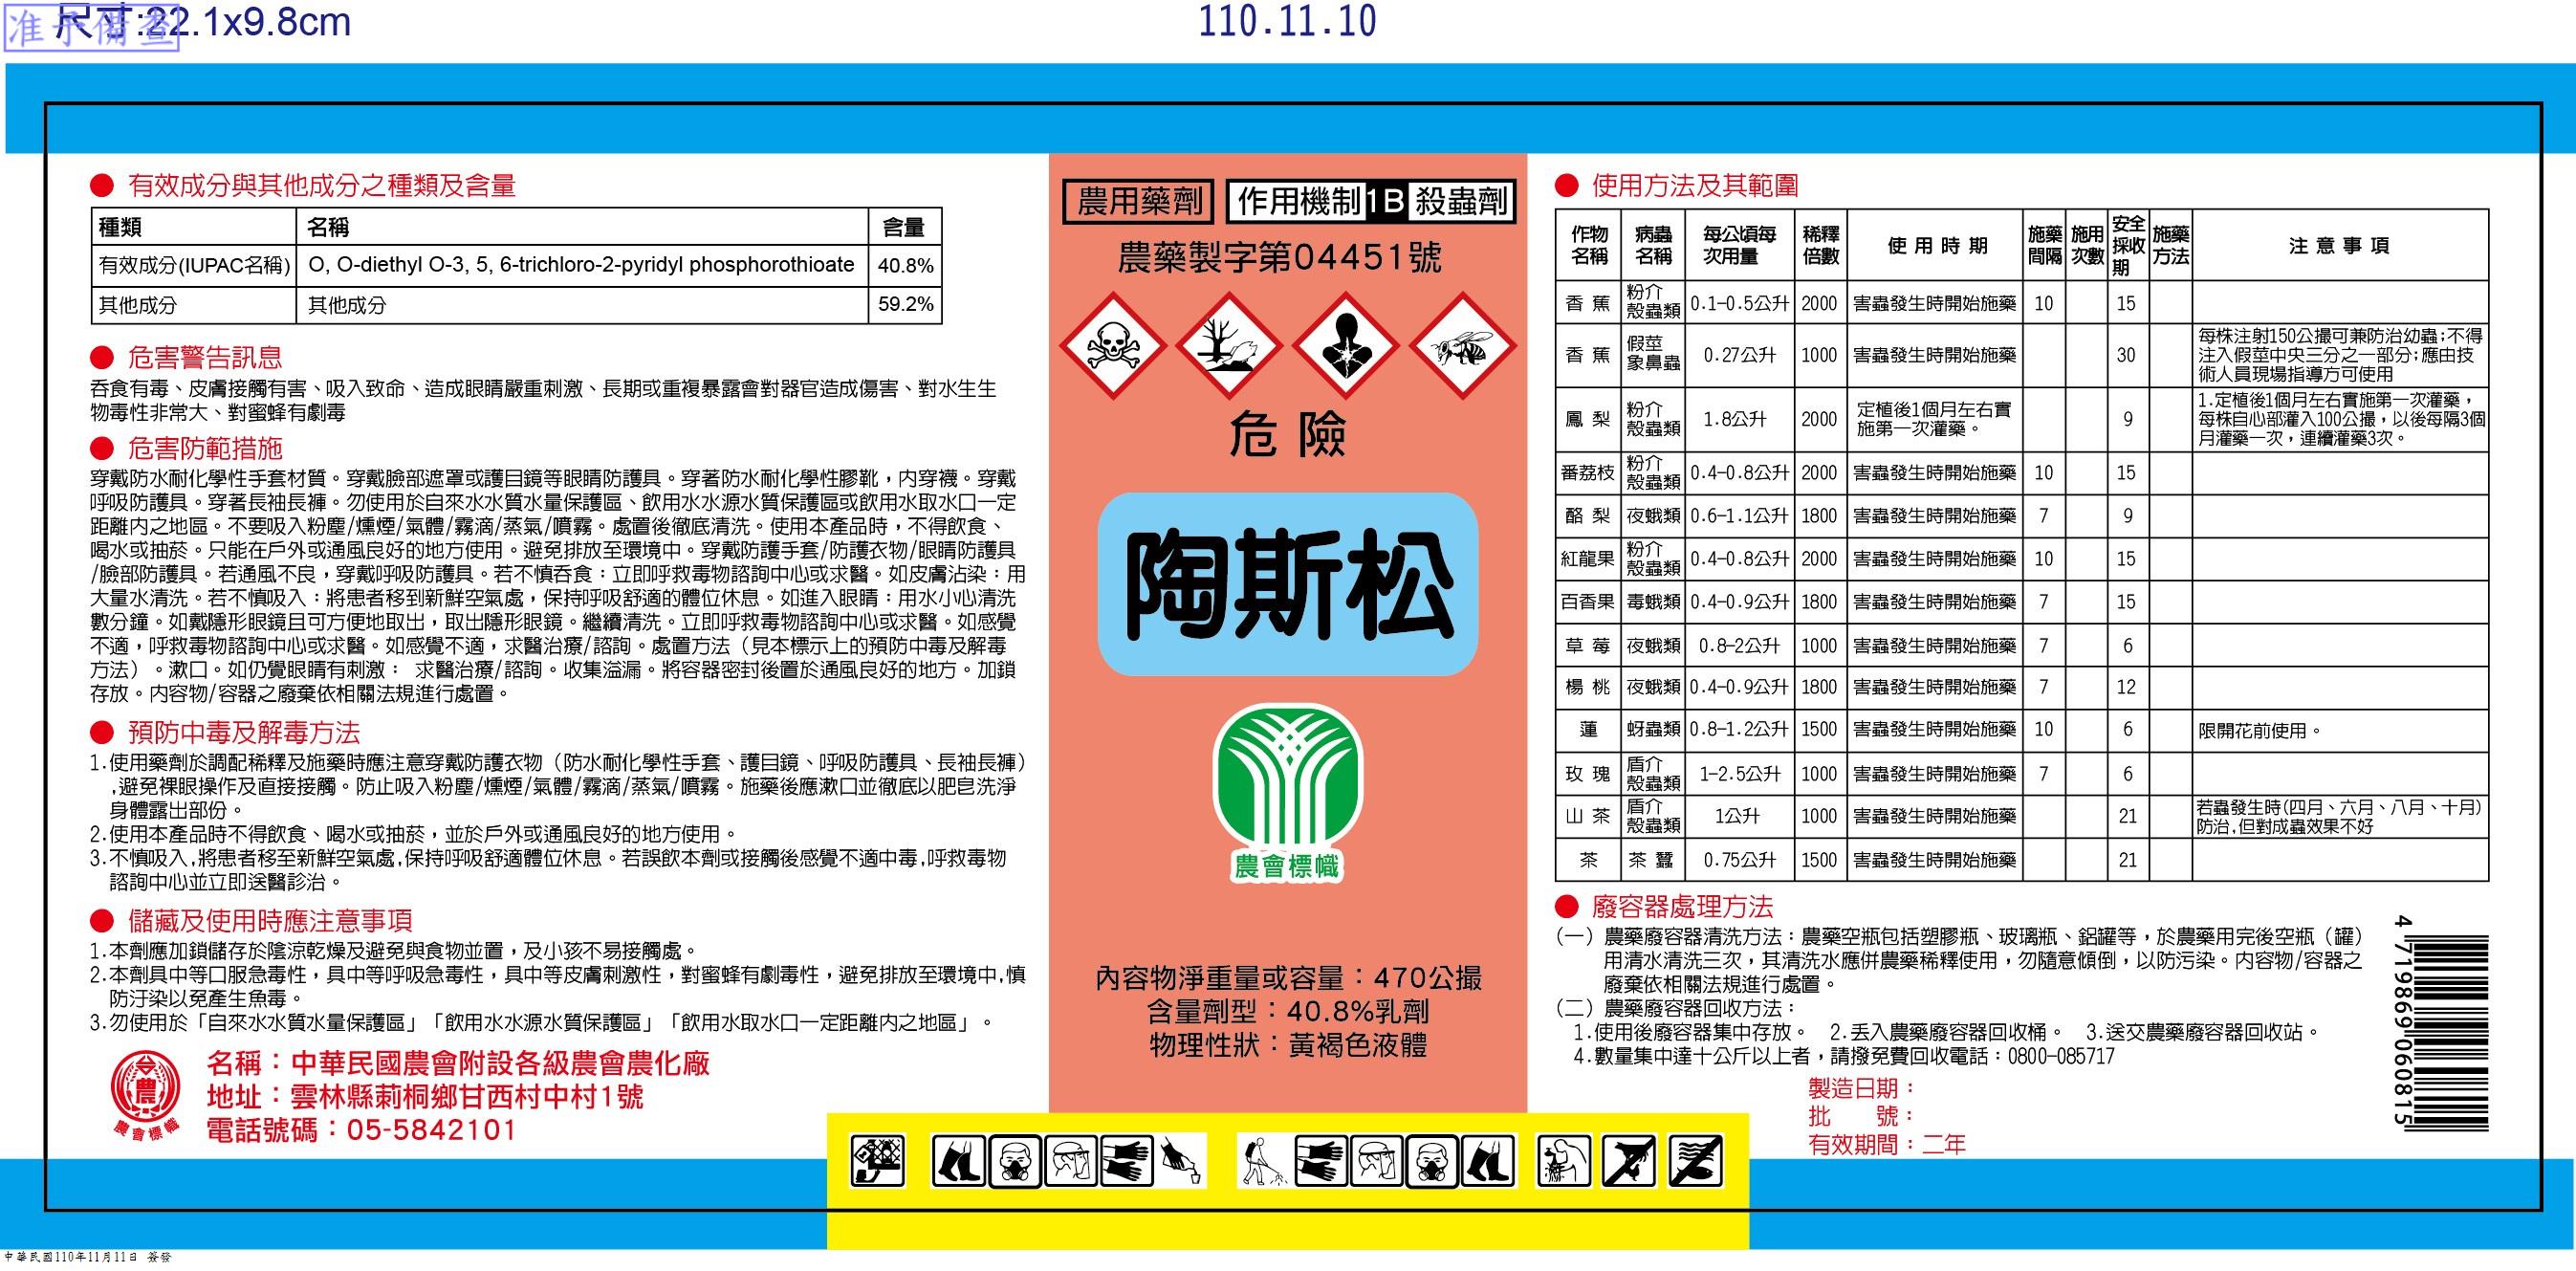 尺寸:22.1x9.8cm
准予備查
110.11.10
● 有效成分與其他成分之種類及含量
種類 名稱 含量
有效成分(IUPAC名稱) O, O-diethyl O-3, 5, 6-trichloro-2-pyridyl phosphorothioate 40.8%
其他成分 其他成分 59.2%
● 危害警告訊息
吞食有毒、皮膚接觸有害、吸入致命、造成眼睛嚴重刺激、長期或重複暴露會對器官造成傷害、對水生生
物毒性非常大、對蜜蜂有劇毒
● 危害防範措施
穿戴防水耐化學性手套材質。穿戴臉部遮罩或護目鏡等眼睛防護具。穿著防水耐化學性膠靴，內穿襪。穿戴
呼吸防護具。穿著長袖長褲。勿使用於自來水水質水量保護區、飲用水水源水質保護區或飲用水取水口一定
距離內之地區。不要吸入粉塵/燻煙/氣體/霧滴/蒸氣/噴霧。處置後徹底清洗。使用本產品時，不得飲食、
喝水或抽菸。只能在戶外或通風良好的地方使用。避免排放至環境中。穿戴防護手套/防護衣物/眼睛防護具
/臉部防護具。若通風不良，穿戴呼吸防護具。若不慎吞食：立即呼救毒物諮詢中心或求醫。如皮膚沾染：用
大量水清洗。若不慎吸入：將患者移到新鮮空氣處，保持呼吸舒適的體位休息。如進入眼睛：用水小心清洗
數分鐘。如戴隱形眼鏡且可方便地取出，取出隱形眼鏡。繼續清洗。立即呼救毒物諮詢中心或求醫。如感覺
不適，呼救毒物諮詢中心或求醫。如感覺不適，求醫治療/諮詢。處置方法（見本標示上的預防中毒及解毒
方法）。漱口。如仍覺眼睛有刺激： 求醫治療/諮詢。收集溢漏。將容器密封後置於通風良好的地方。加鎖
存放。內容物/容器之廢棄依相關法規進行處置。
● 預防中毒及解毒方法
1.使用藥劑於調配稀釋及施藥時應注意穿戴防護衣物（防水耐化學性手套、護目鏡、呼吸防護具、長袖長褲）
,避免裸眼操作及直接接觸。防止吸入粉塵/燻煙/氣體/霧滴/蒸氣/噴霧。施藥後應漱口並徹底以肥皂洗淨
身體露出部份。
2.使用本產品時不得飲食、喝水或抽菸，並於戶外或通風良好的地方使用。
3.不慎吸入,將患者移至新鮮空氣處,保持呼吸舒適體位休息。若誤飲本劑或接觸後感覺不適中毒,呼救毒物
諮詢中心並立即送醫診治。
● 儲藏及使用時應注意事項
1.本劑應加鎖儲存於陰涼乾燥及避免與食物並置，及小孩不易接觸處。
2.本劑具中等口服急毒性，具中等呼吸急毒性，具中等皮膚刺激性，對蜜蜂有劇毒性，避免排放至環境中,慎
防汙染以免產生魚毒。
3.勿使用於「自來水水質水量保護區」「飲用水水源水質保護區」「飲用水取水口一定距離內之地區」。
農
農會標幟
名稱：中華民國農會附設各級農會農化廠
地址：雲林縣莿桐鄉甘西村中村1號
電話號碼：05-5842101
農用藥劑 作用機制 1B 殺蟲劑
農藥製字第04451號
危險
陶斯松
農會標幟
內容物淨重量或容量：470公撮
含量劑型：40.8%乳劑
物理性狀：黃褐色液體
● 使用方法及其範圍
作物名稱 病蟲名稱 每公頃每次用量 稀釋倍數 使用時期 施藥間隔 施用次數 安全採收期 施藥方法 注意事項
香蕉 粉介殼蟲類 0.1-0.5公升 2000 害蟲發生時開始施藥 10 15
香蕉 假莖象鼻蟲 0.27公升 1000 害蟲發生時開始施藥 30 每株注射150公撮可兼防治幼蟲；不得注入假莖中央三分之一部分；應由技術人員現場指導方可使用
鳳梨 粉介殼蟲類 1.8公升 2000 定植後1個月左右實施第一次灌藥。 9 1.定植後1個月左右實施第一次灌藥，每株自心部灌入100公撮，以後每隔3個月灌藥一次，連續灌藥3次。
番荔枝 粉介殼蟲類 0.4-0.8公升 2000 害蟲發生時開始施藥 10 15
酪梨 夜蛾類 0.6-1.1公升 1800 害蟲發生時開始施藥 7 9
紅龍果 粉介殼蟲類 0.4-0.8公升 2000 害蟲發生時開始施藥 10 15
百香果 毒蛾類 0.4-0.9公升 1800 害蟲發生時開始施藥 7 15
草莓 夜蛾類 0.8-2公升 1000 害蟲發生時開始施藥 7 6
楊桃 夜蛾類 0.4-0.9公升 1800 害蟲發生時開始施藥 7 12
蓮 蚜蟲類 0.8-1.2公升 1500 害蟲發生時開始施藥 10 6 限開花前使用。
玫瑰 盾介殼蟲類 1-2.5公升 1000 害蟲發生時開始施藥 7 6
山茶 盾介殼蟲類 1公升 1000 害蟲發生時開始施藥 21 若蟲發生時(四月、六月、八月、十月)防治,但對成蟲效果不好
茶 茶蠶 0.75公升 1500 害蟲發生時開始施藥 21
● 廢容器處理方法
（一）農藥廢容器清洗方法：農藥空瓶包括塑膠瓶、玻璃瓶、鋁罐等，於農藥用完後空瓶（罐）
用清水清洗三次，其清洗水應併農藥稀釋使用，勿隨意傾倒，以防污染。內容物/容器之
廢棄依相關法規進行處置。
（二）農藥廢容器回收方法：
1.使用後廢容器集中存放。 2.丟入農藥廢容器回收桶。 3.送交農藥廢容器回收站。
4.數量集中達十公斤以上者，請撥免費回收電話：0800-085717
製造日期：
批 號：
有效期間：二年
4 719869 060815
中華民國110年11月11日 簽發